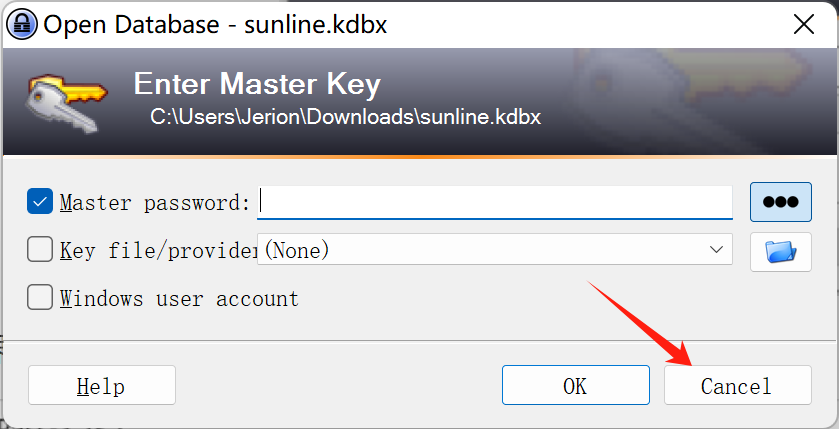 Open Database - sunline.kdbx
Enter Master Key
C:\Users\Jerion\Downloads\sunline.kdbx
Master password:
Key file/provider (None)
Windows user account
Help OK Cancel